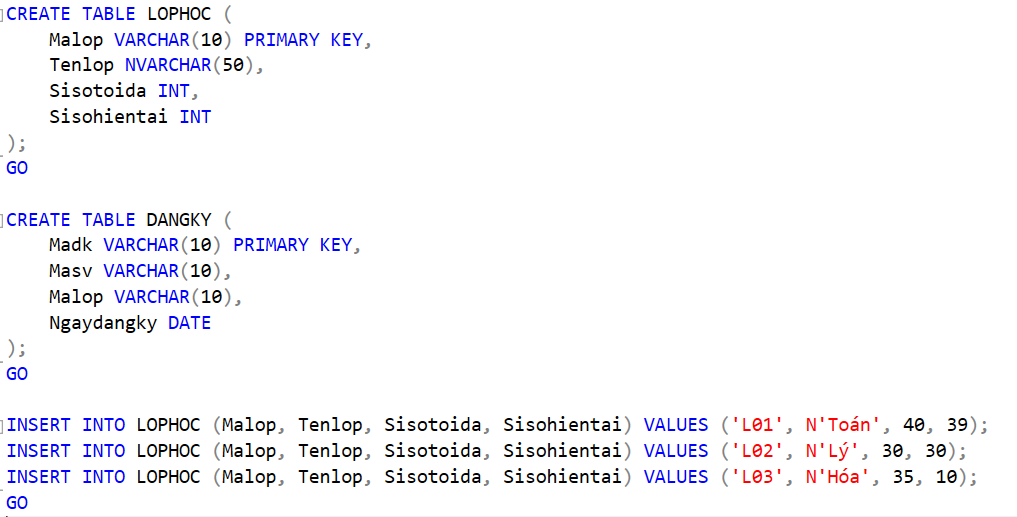 CREATE TABLE LOPHOC (
    Malop VARCHAR(10) PRIMARY KEY,
    Tenlop NVARCHAR(50),
    Sisotoida INT,
    Sisohientai INT
);
GO

CREATE TABLE DANGKY (
    Madk VARCHAR(10) PRIMARY KEY,
    Masv VARCHAR(10),
    Malop VARCHAR(10),
    Ngaydangky DATE
);
GO

INSERT INTO LOPHOC (Malop, Tenlop, Sisotoida, Sisohientai) VALUES ('L01', N'Toán', 40, 39);
INSERT INTO LOPHOC (Malop, Tenlop, Sisotoida, Sisohientai) VALUES ('L02', N'Lý', 30, 30);
INSERT INTO LOPHOC (Malop, Tenlop, Sisotoida, Sisohientai) VALUES ('L03', N'Hóa', 35, 10);
GO